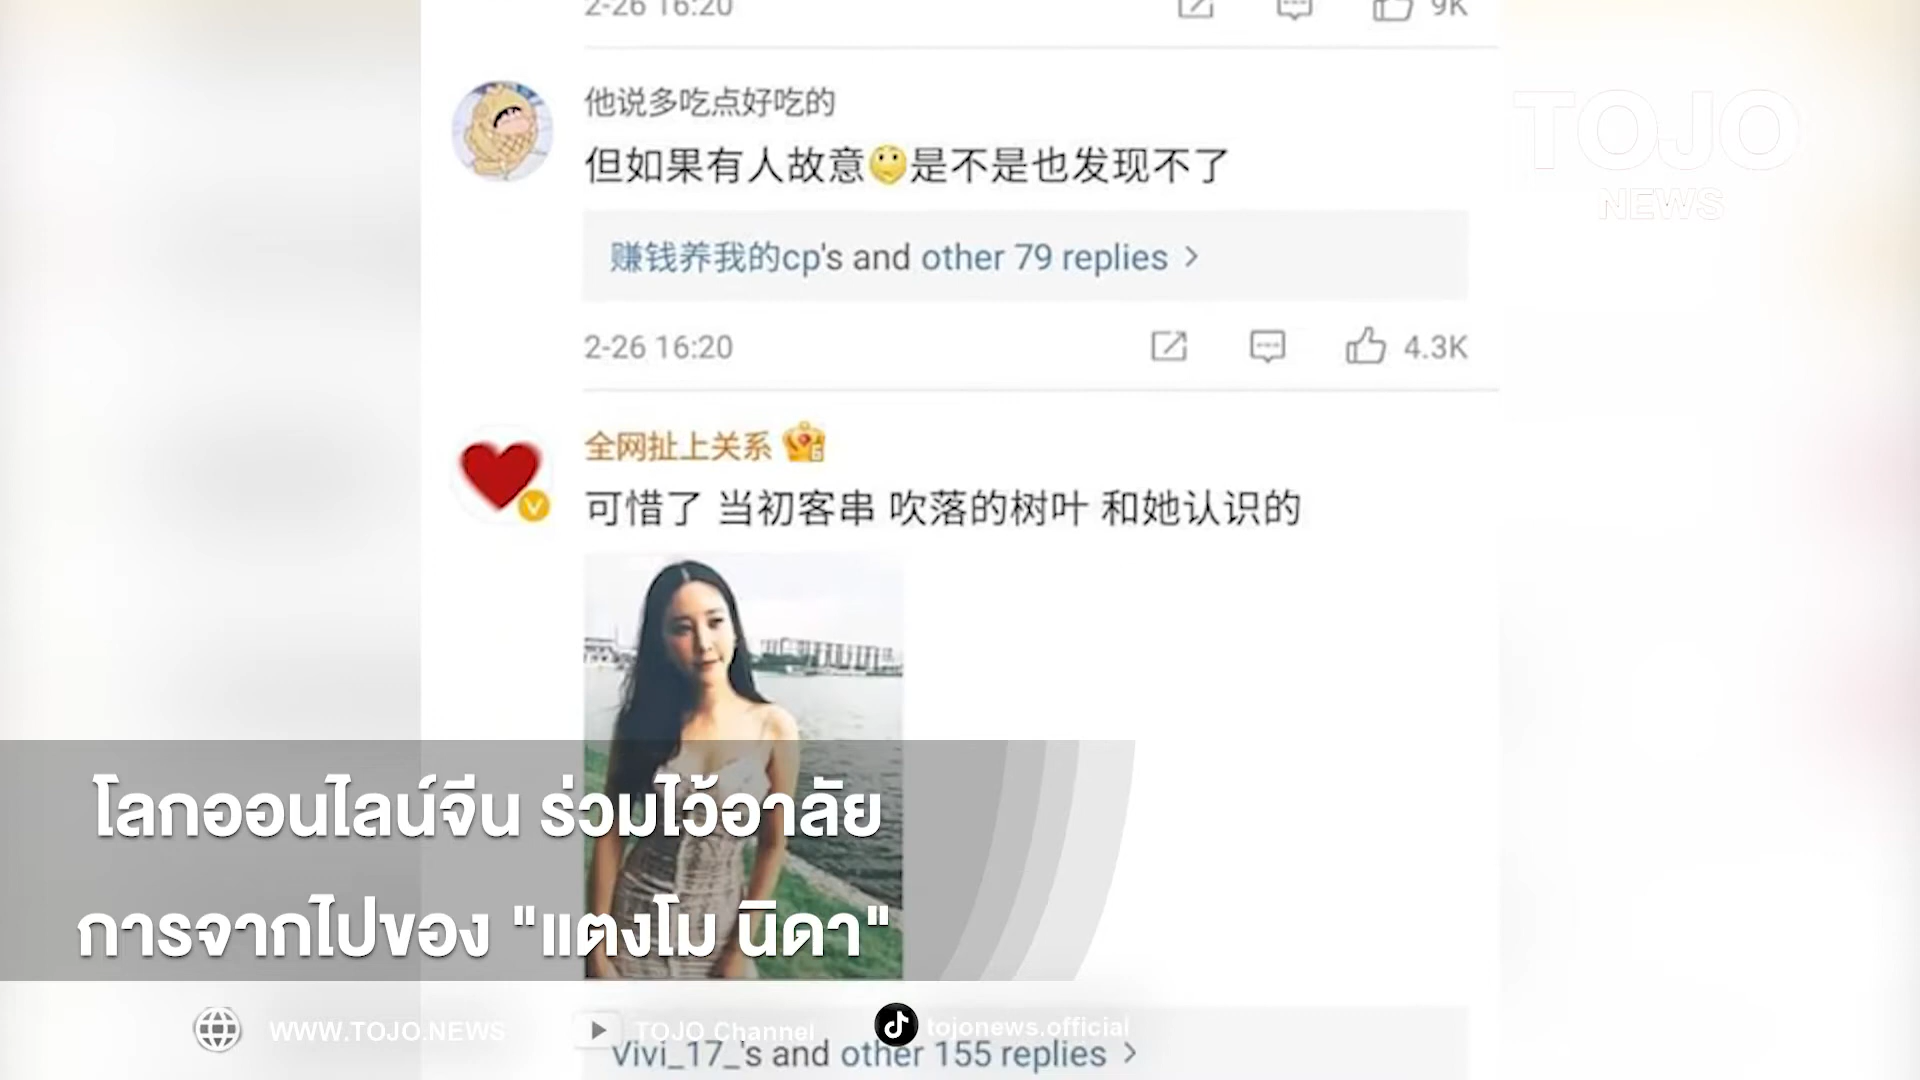 2-26 16:20
9K
他说多吃点好吃的
但如果有人故意是不是也发现不了
赚钱养我的cp's and other 79 replies >
2-26 16:20
4.3K
TOJO
NEWS
全网扯上关系
可惜了 当初客串 吹落的树叶 和她认识的
โลกออนไลน์จีน ร่วมไว้อาลัย
การจากไปของ "แตงโม นิดา"
WWW.TOJO.NEWS
TOJO Channel
tojonews.official
Vivi_17_'s and other 155 replies >